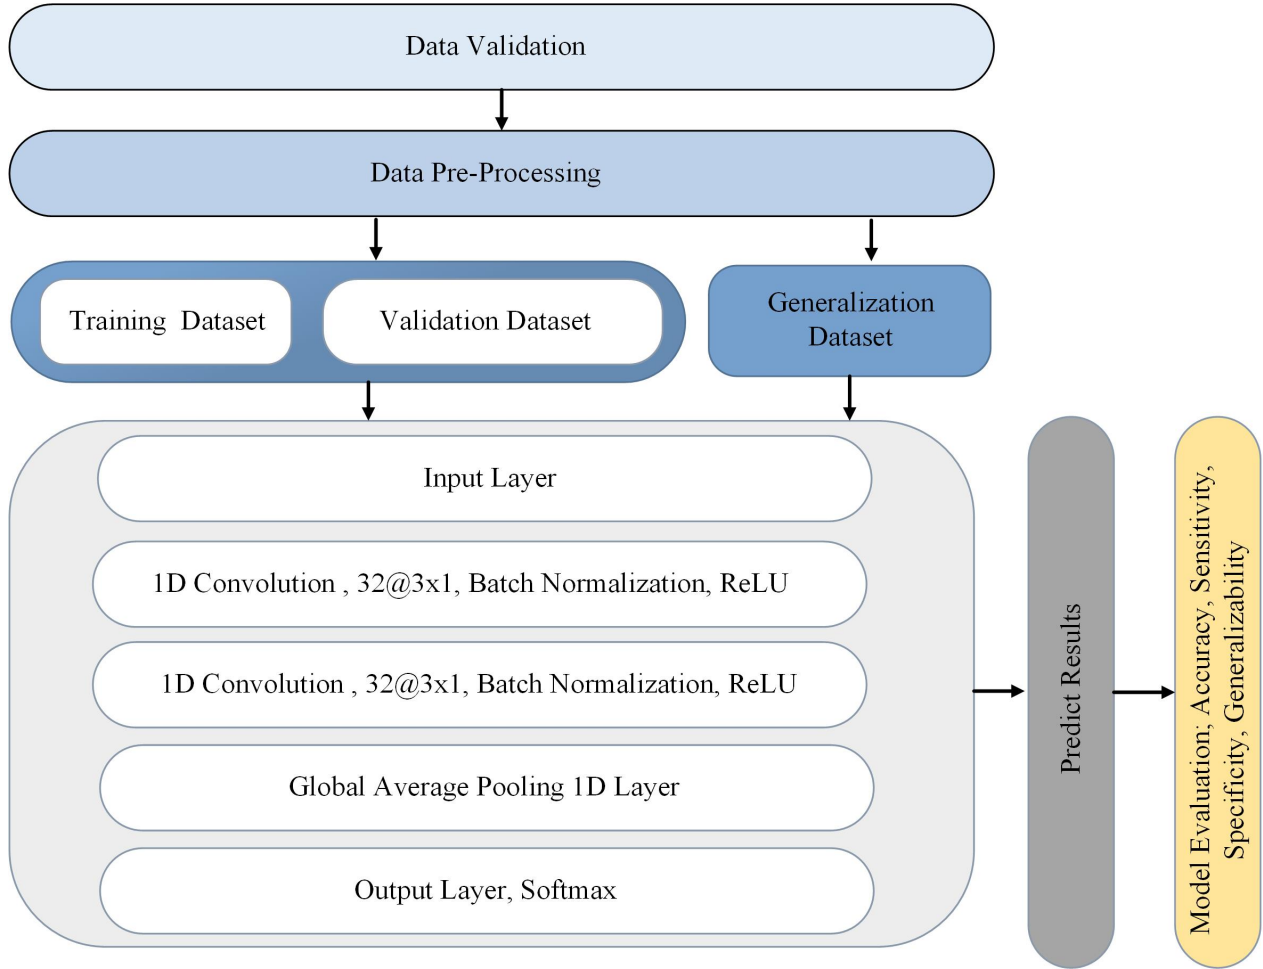 Data Validation
Data Pre-Processing
Training  Dataset
Validation Dataset
Generalization
Dataset
Input Layer
1D Convolution , 32@3x1, Batch Normalization, ReLU
1D Convolution , 32@3x1, Batch Normalization, ReLU
Global Average Pooling 1D Layer
Output Layer, Softmax
Predict Results
Model Evaluation; Accuracy, Sensitivity,
Specificity, Generalizability